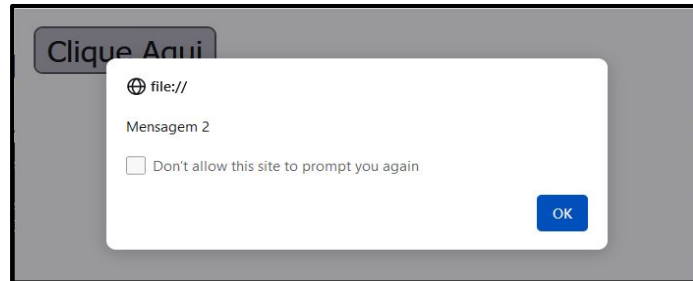 Clique Aqui
file://
Mensagem 2
Don't allow this site to prompt you again
OK